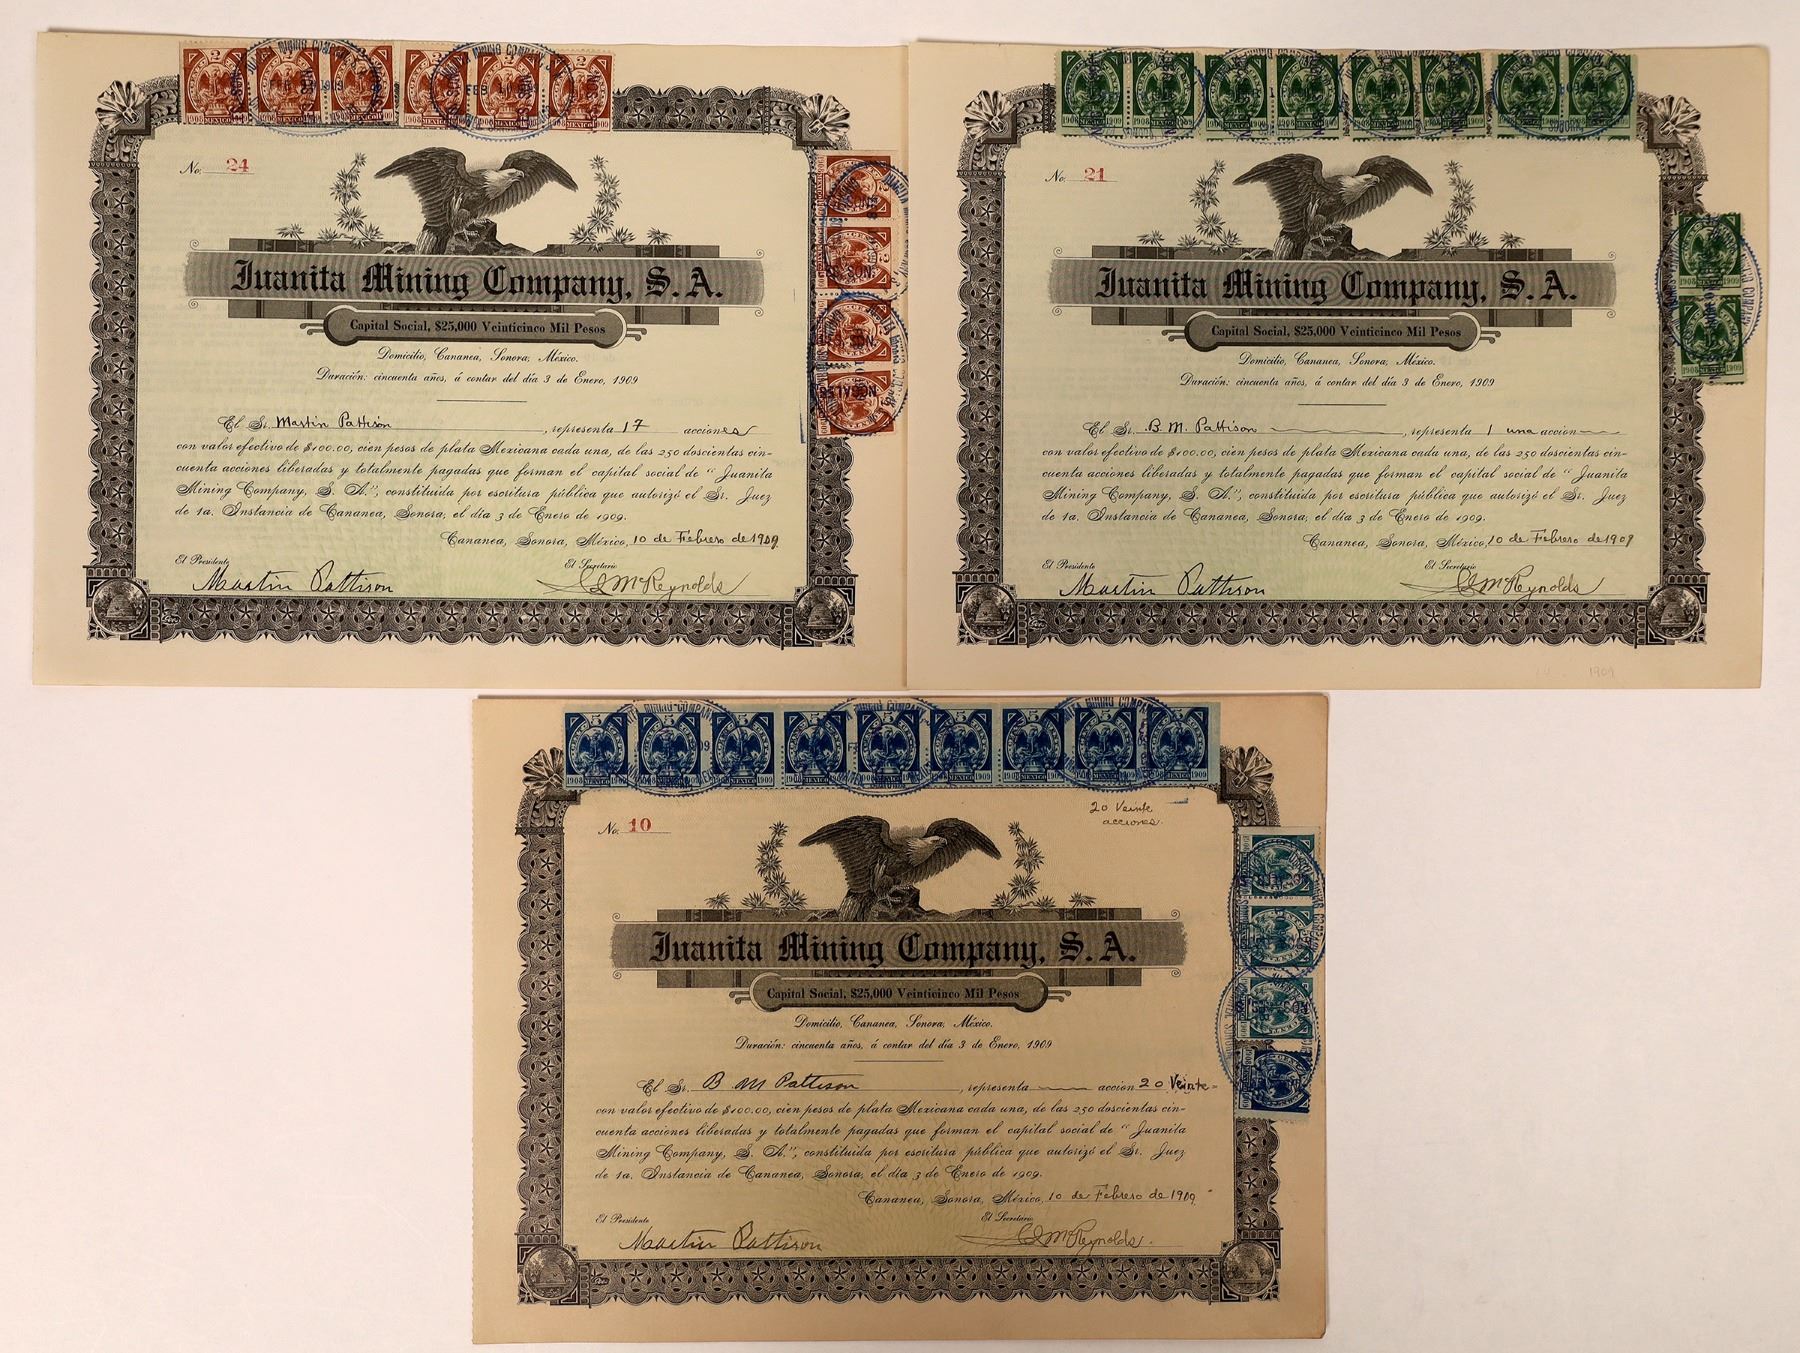 No. 24
Juanita Mining Company, S. A.
Capital Social, $25,000 Veinticinco Mil Pesos
Domicilio, Cananea, Sonora, México.
Duración: cincuenta años, á contar del día 3 de Enero, 1909
El Sr. Martin Pattison, representa 17 acciones
con valor efectivo de $100.00, cien pesos de plata Mexicana cada una, de las 250 doscientas cin-
cuenta acciones liberadas y totalmente pagadas que forman el capital social de "Juanita
Mining Company, S. A.", constituida por escritura pública que autorizó el Sr. Juez
de 1a. Instancia de Cananea, Sonora, el día 3 de Enero de 1909.
Cananea, Sonora, México, 10 de Febrero de 1909.
El Presidente El Secretario
Martin Pattison McReynolds
No. 21
Juanita Mining Company, S. A.
Capital Social, $25,000 Veinticinco Mil Pesos
Domicilio, Cananea, Sonora, México.
Duración: cincuenta años, á contar del día 3 de Enero, 1909
El Sr. B M. Pattison, representa 1 una accion
con valor efectivo de $100.00, cien pesos de plata Mexicana cada una, de las 250 doscientas cin-
cuenta acciones liberadas y totalmente pagadas que forman el capital social de "Juanita
Mining Company, S. A.", constituida por escritura pública que autorizó el Sr. Juez
de 1a. Instancia de Cananea, Sonora, el día 3 de Enero de 1909.
Cananea, Sonora, México, 10 de Febrero de 1909
El Presidente El Secretario
Martin Pattison McReynolds
1909
20 Veinte
acciones.
No. 10
Juanita Mining Company, S. A.
Capital Social, $25,000 Veinticinco Mil Pesos
Domicilio, Cananea, Sonora, México.
Duración: cincuenta años, á contar del día 3 de Enero, 1909
El Sr. B M Pattison, representa accion 20 Veinte
con valor efectivo de $100.00, cien pesos de plata Mexicana cada una, de las 250 doscientas cin-
cuenta acciones liberadas y totalmente pagadas que forman el capital social de "Juanita
Mining Company, S. A.", constituida por escritura pública que autorizó el Sr. Juez
de 1a. Instancia de Cananea, Sonora, el día 3 de Enero de 1909.
Cananea, Sonora, México, 10 de Febrero de 1909
El Presidente El Secretario
Martin Pattison McReynolds.